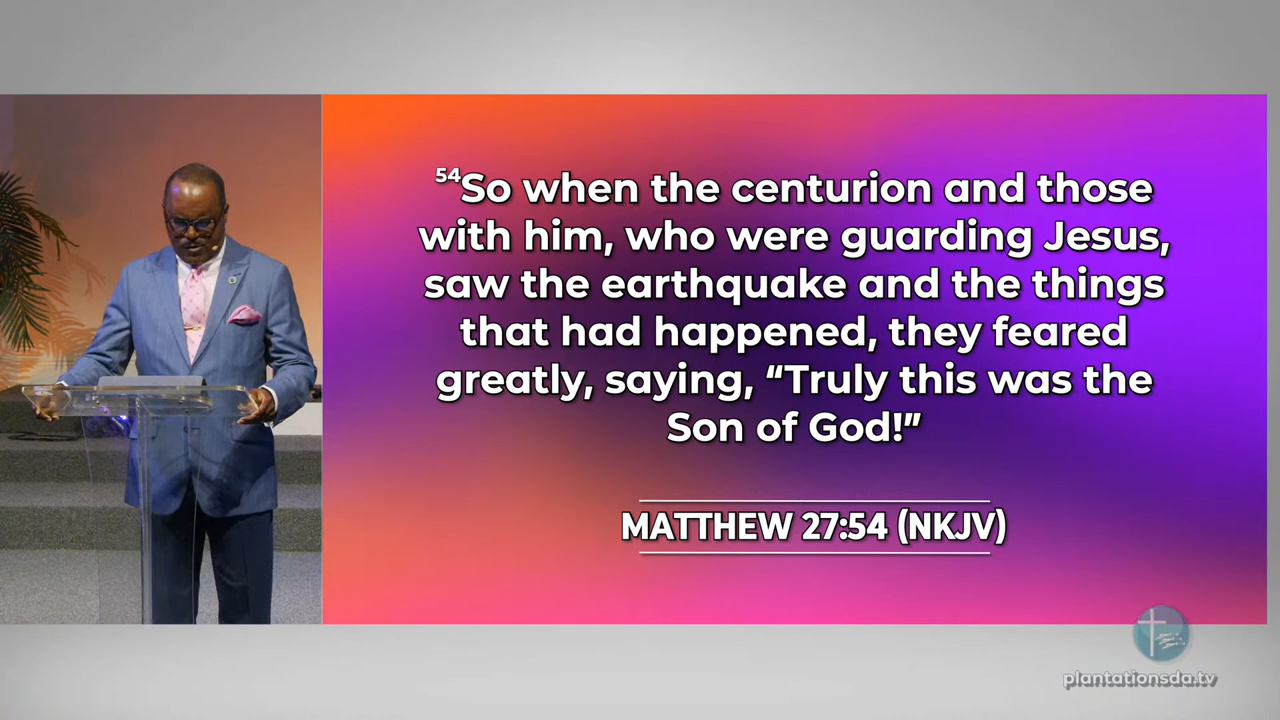 ⁵⁴So when the centurion and those
with him, who were guarding Jesus,
saw the earthquake and the things
that had happened, they feared
greatly, saying, “Truly this was the
Son of God!”
MATTHEW 27:54 (NKJV)
plantationsda.tv